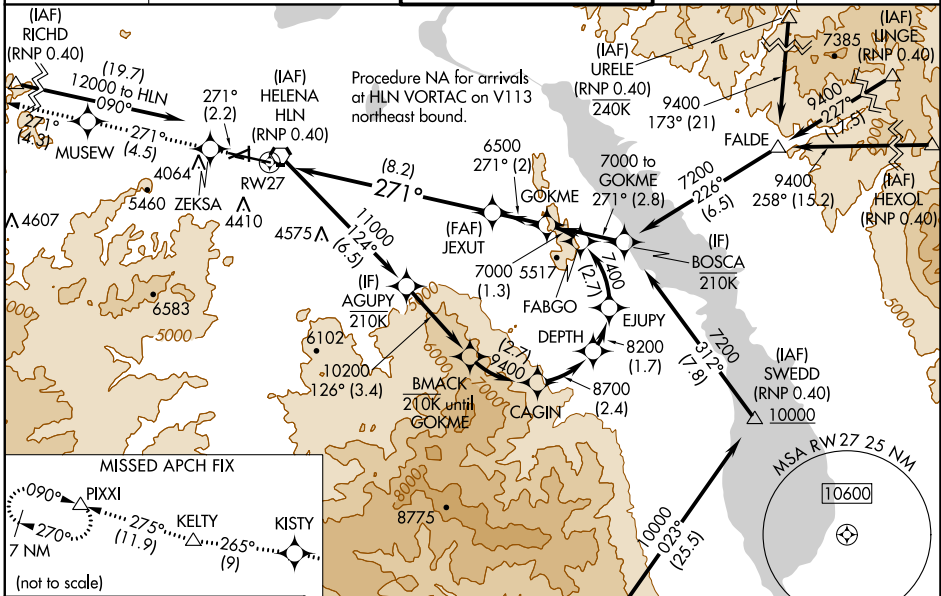 (IAF)
RICHD
(RNP 0.40)
(19.7)
12000 to HLN
090°
271°
(4.3)
MUSEW
271°
(4.5)
271°
(2.2)
(IAF)
HELENA
HLN
(RNP 0.40)
Procedure NA for arrivals
at HLN VORTAC on V113
northeast bound.
(IAF)
URELE
(RNP 0.40)
240K
9400
173° (21)
7385
(IAF)
LINGE
(RNP 0.40)
9400
227°
(17.5)
FALDE
9400
258° (15.2)
(IAF)
HEXOL
(RNP 0.40)
7200
226°
(6.5)
4064
ZEKSA
RW27
5460
4410
4607
4575
(8.2)
271°
6500
271° (2)
GOKME
7000 to
GOKME
271° (2.8)
(FAF)
JEXUT
7000
(1.3)
5517
FABGO
(IF)
BOSCA
210K
11000
124°
(6.5)
(IF)
AGUPY
210K
7400
(2.7)
EJUPY
DEPTH
8200
(1.7)
7200
312°
(7.8)
(IAF)
SWEDD
(RNP 0.40)
10000
6583
5000
6102
5000
6000
7000
10200
126° (3.4)
BMACK
210K until
GOKME
(2.7)
9400
CAGIN
8700
(2.4)
5000
8000
8775
10000
023°
(25.5)
MSA RW27 25 NM
10600
MISSED APCH FIX
090°
PIXXI
270°
7 NM
275°
(11.9)
KELTY
265°
(9)
KISTY
(not to scale)